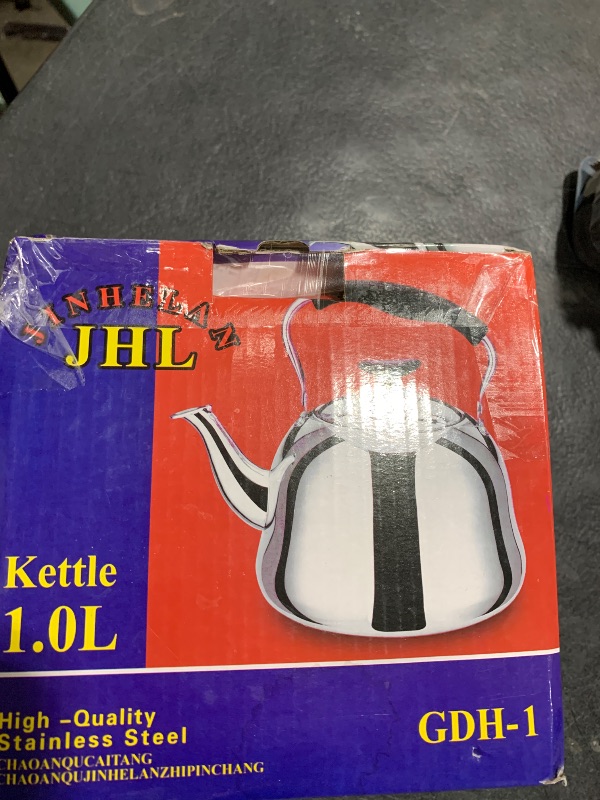 JINHELAN
JHL
Kettle
1.0L
High -Quality
Stainless Steel
CHAOANQUCAITANG
CHAOANQUJINHELANZHIPINCHANG
GDH-1